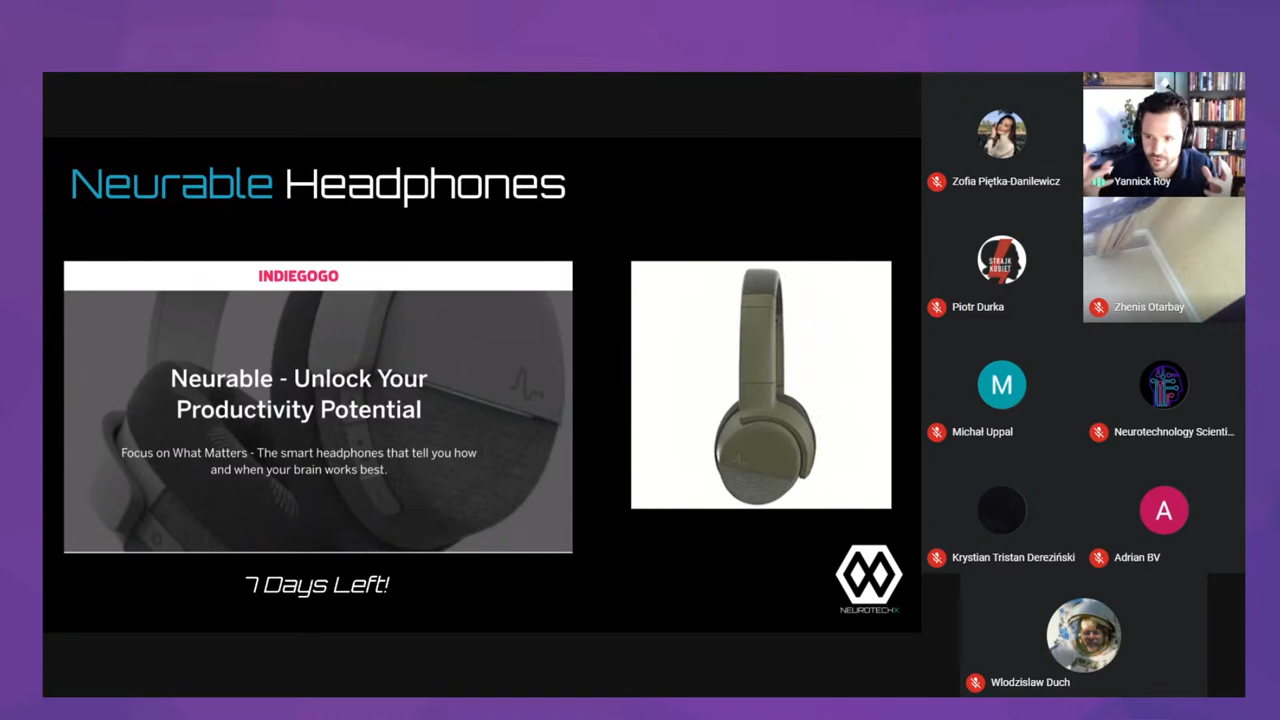 Neurable Headphones
INDIEGOGO
Neurable - Unlock Your
Productivity Potential
Focus on What Matters - The smart headphones that tell you how
and when your brain works best.
7 Days Left!
NEUROTECHX
Zofia Piętka-Danilewicz
Yannick Roy
STRAJK
KOBIET
Piotr Durka
Zhenis Otarbay
M
Michał Uppal
Neurotechnology Scienti...
Krystian Tristan Dereziński
A
Adrian BV
Wlodzislaw Duch